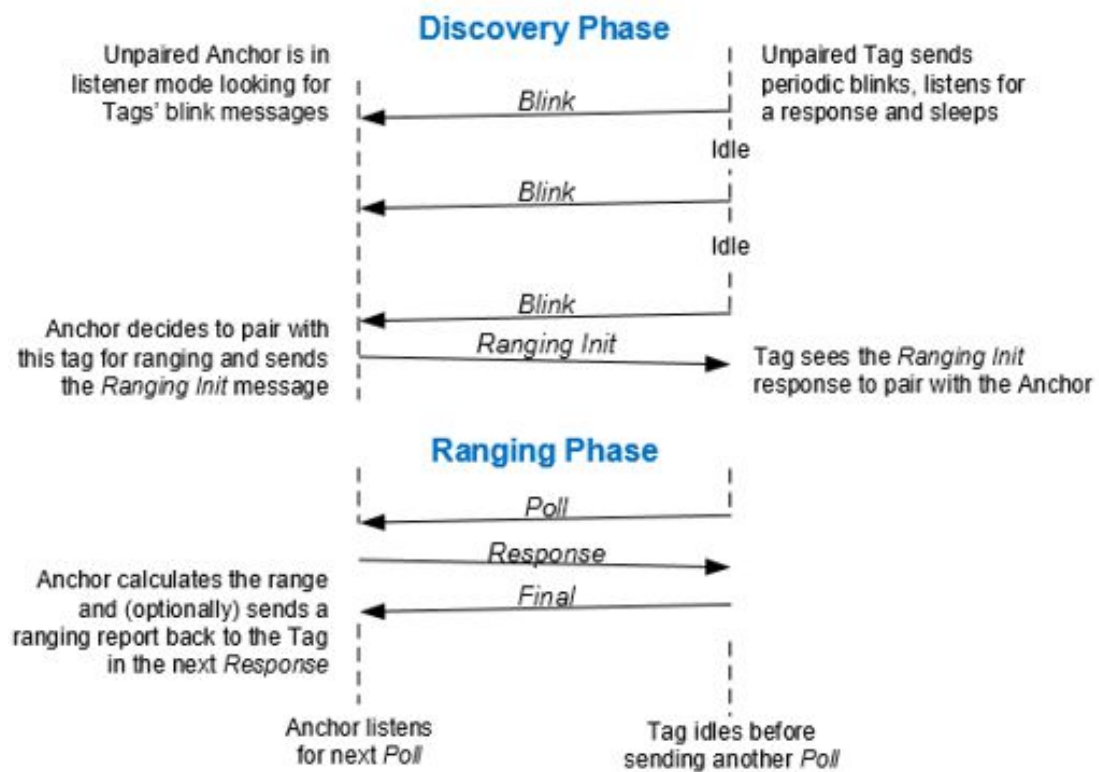 Discovery Phase
Unpaired Anchor is in
listener mode looking for
Tags' blink messages
Unpaired Tag sends
periodic blinks, listens for
a response and sleeps
Blink
Idle
Blink
Idle
Blink
Anchor decides to pair with
this tag for ranging and sends
the Ranging Init message
Ranging Init
Tag sees the Ranging Init
response to pair with the Anchor
Ranging Phase
Poll
Response
Final
Anchor calculates the range
and (optionally) sends a
ranging report back to the Tag
in the next Response
Anchor listens
for next Poll
Tag idles before
sending another Poll